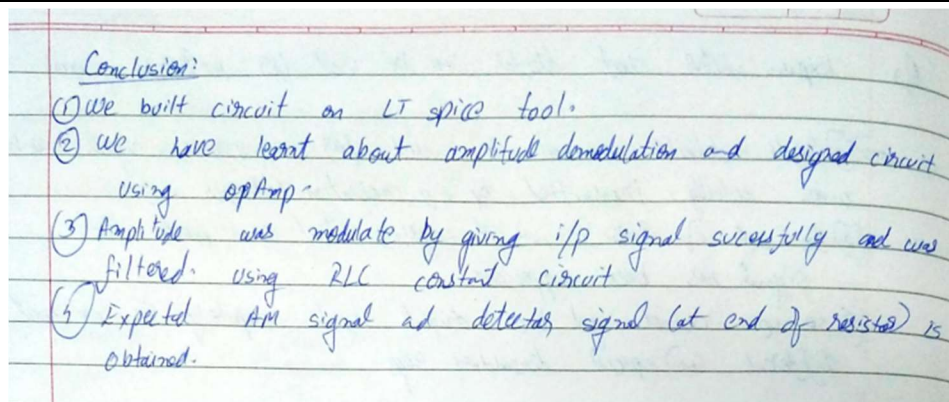 Conclusion:
① We built circuit on LT spice tool.
② We have learnt about amplitude demodulation and designed circuit
using opAmp.
③ Amplitude was modulate by giving i/p signal sucessfully and was
filtered. using RLC constant circuit
④ Expected AM signal ad detector signal (at end of resistor) is
obtained.